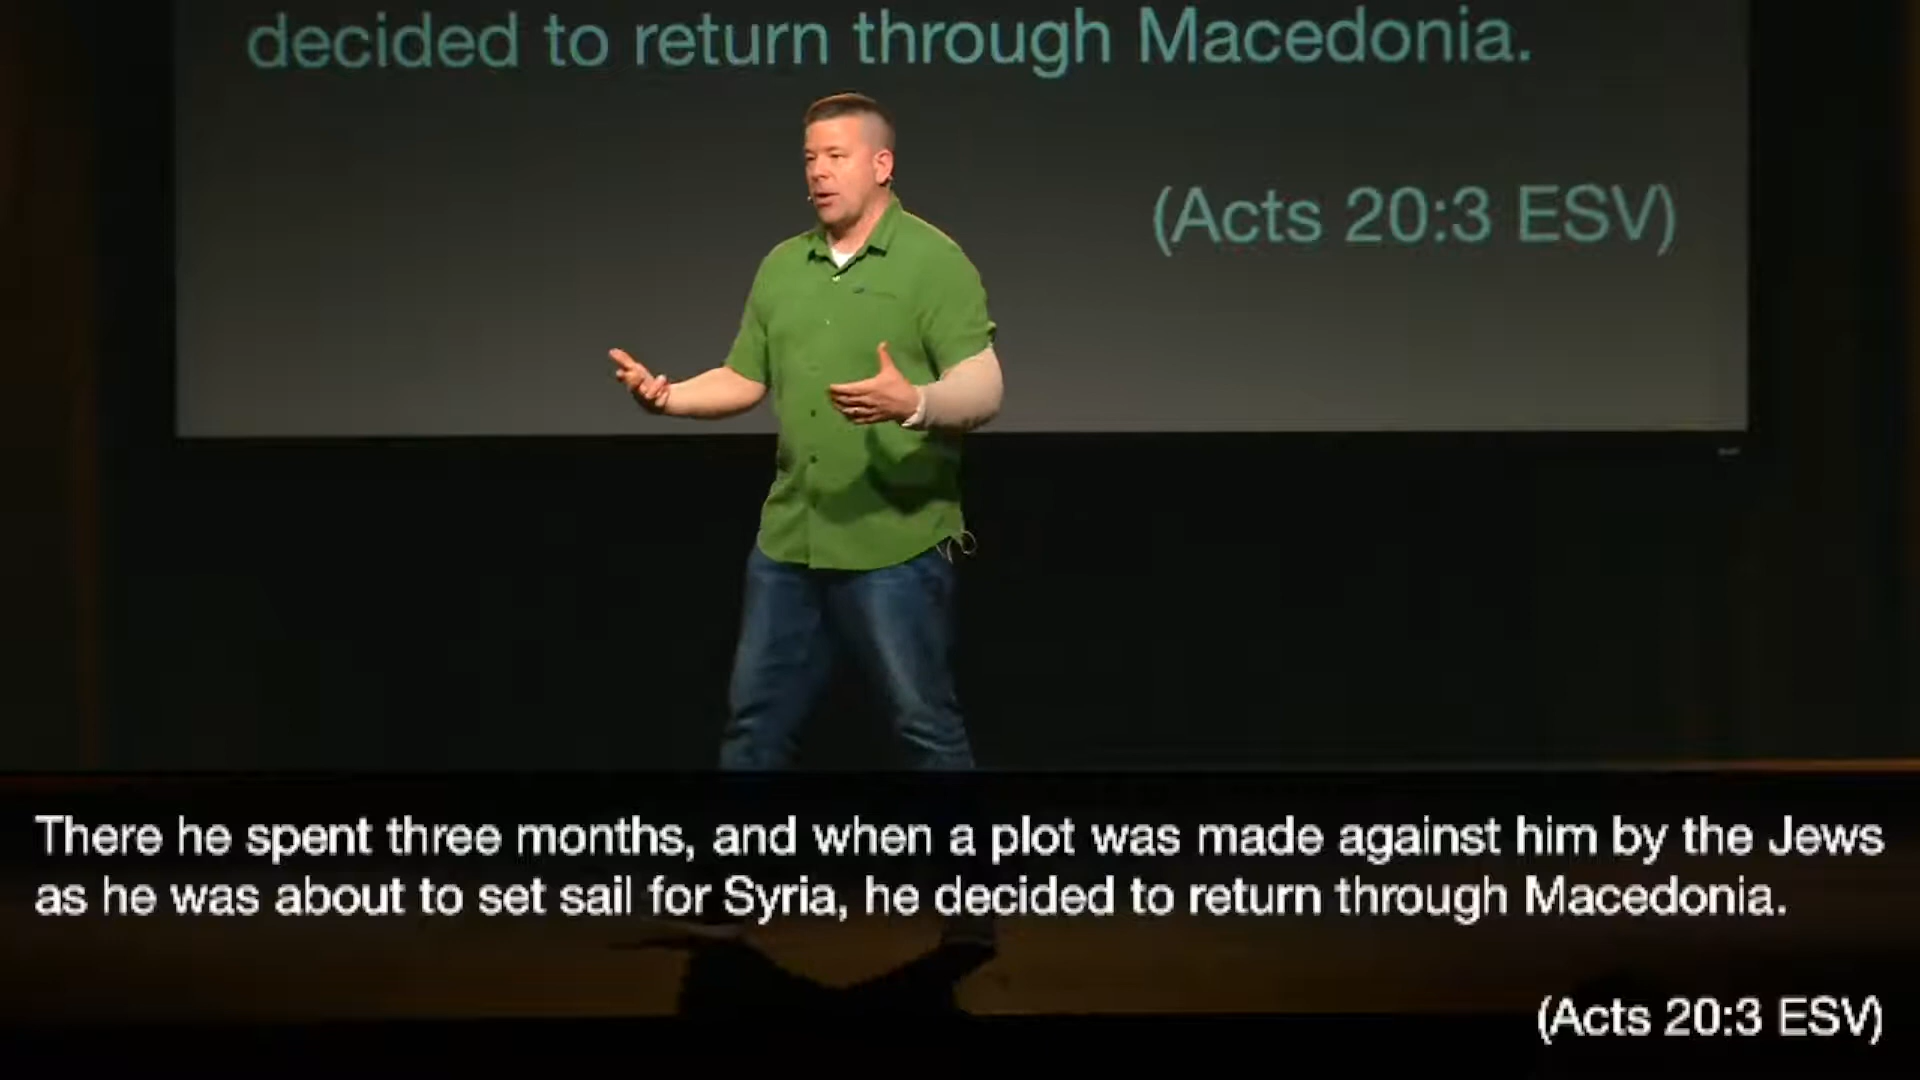 decided to return through Macedonia.
(Acts 20:3 ESV)
There he spent three months, and when a plot was made against him by the Jews
as he was about to set sail for Syria, he decided to return through Macedonia.
(Acts 20:3 ESV)